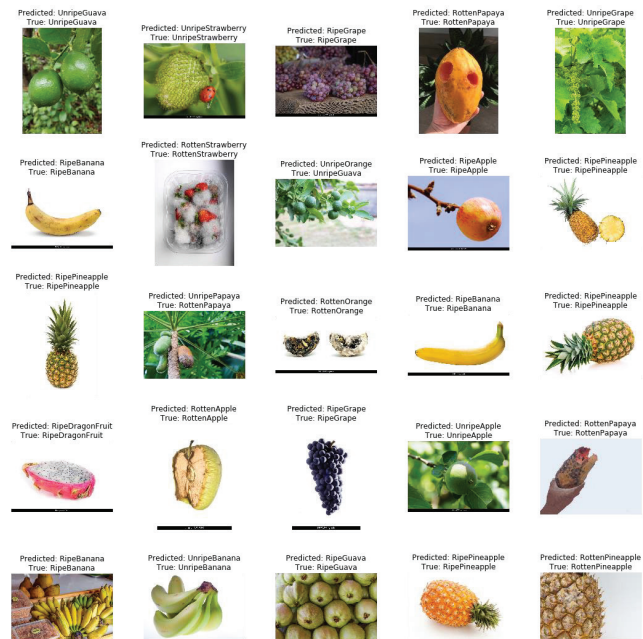 Predicted: UnripeGuava
True: UnripeGuava
Predicted: UnripeStrawberry
True: UnripeStrawberry
Predicted: RipeGrape
True: RipeGrape
Predicted: RottenPapaya
True: RottenPapaya
Predicted: UnripeGrape
True: UnripeGrape
Predicted: RipeBanana
True: RipeBanana
Predicted: RottenStrawberry
True: RottenStrawberry
Predicted: UnripeOrange
True: UnripeGuava
Predicted: RipeApple
True: RipeApple
Predicted: RipePineapple
True: RipePineapple
Predicted: RipePineapple
True: RipePineapple
Predicted: UnripePapaya
True: RottenPapaya
Predicted: RottenOrange
True: RottenOrange
Predicted: RipeBanana
True: RipeBanana
Predicted: RipePineapple
True: RipePineapple
Predicted: RipeDragonFruit
True: RipeDragonFruit
Predicted: RottenApple
True: RottenApple
Predicted: RipeGrape
True: RipeGrape
Predicted: UnripeApple
True: UnripeApple
Predicted: RottenPapaya
True: RottenPapaya
Predicted: RipeBanana
True: RipeBanana
Predicted: UnripeBanana
True: UnripeBanana
Predicted: RipeGuava
True: RipeGuava
Predicted: RipePineapple
True: RipePineapple
Predicted: RottenPineapple
True: RottenPineapple